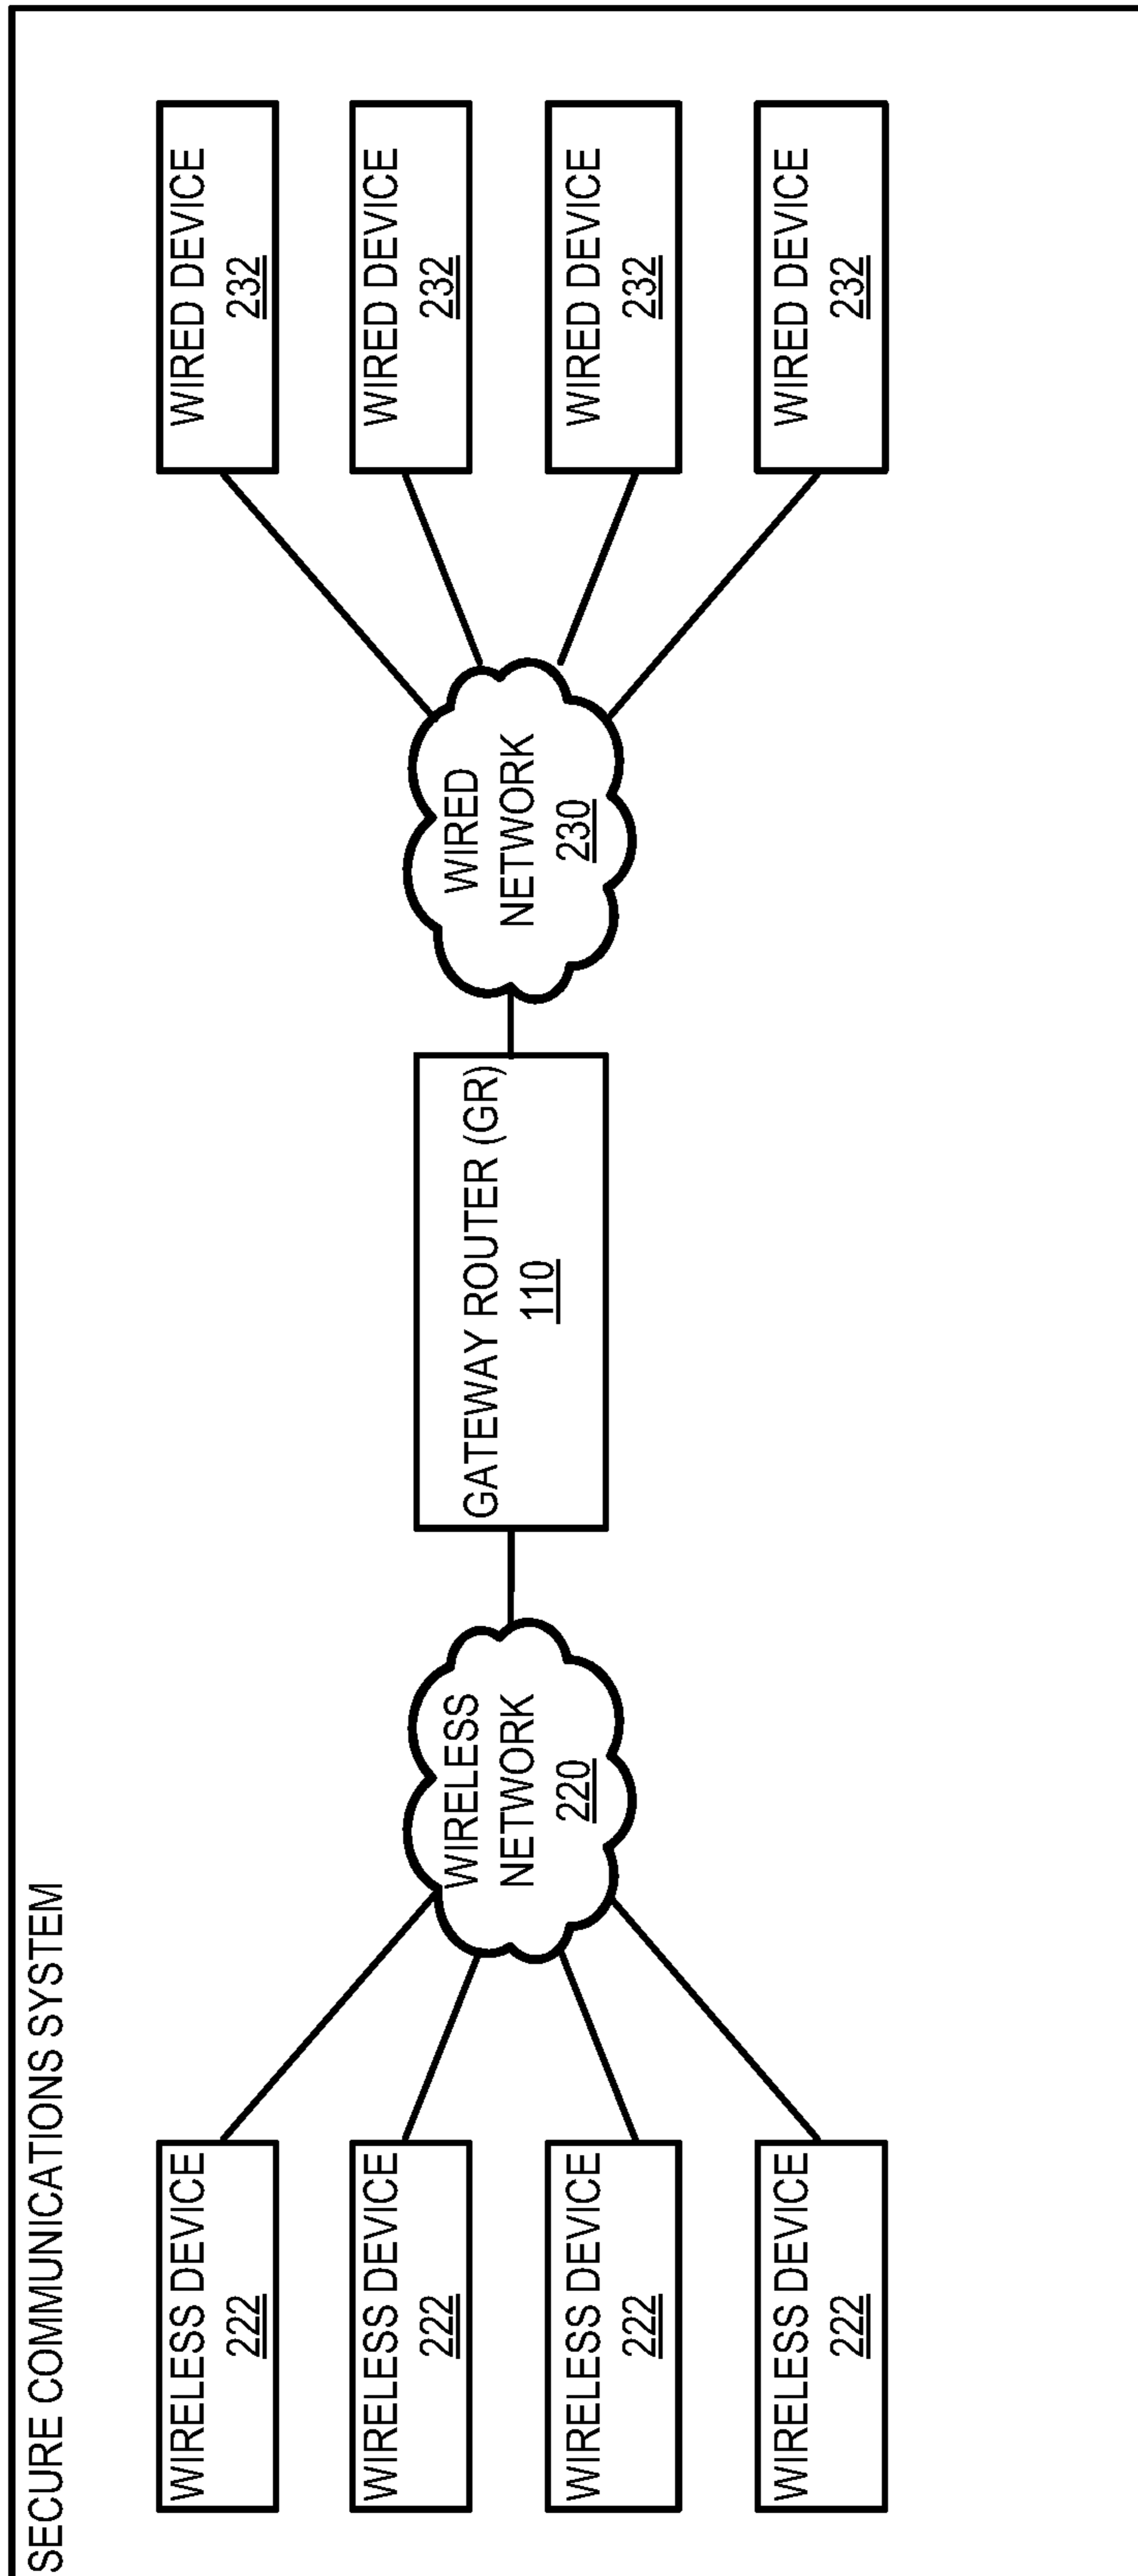 SECURE COMMUNICATIONS SYSTEM
WIRELESS DEVICE
222
WIRELESS DEVICE
222
WIRELESS DEVICE
222
WIRELESS DEVICE
222
WIRELESS
NETWORK
220
GATEWAY ROUTER (GR)
110
WIRED
NETWORK
230
WIRED DEVICE
232
WIRED DEVICE
232
WIRED DEVICE
232
WIRED DEVICE
232